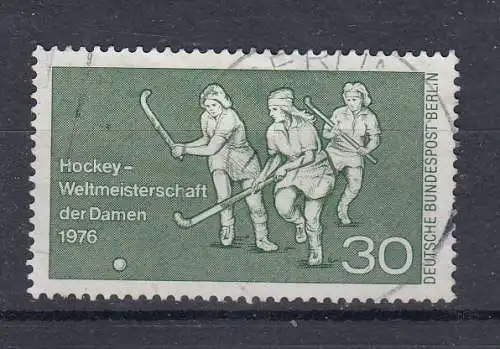 Hockey-
Weltmeisterschaft
der Damen
1976
30
DEUTSCHE BUNDESPOST BERLIN